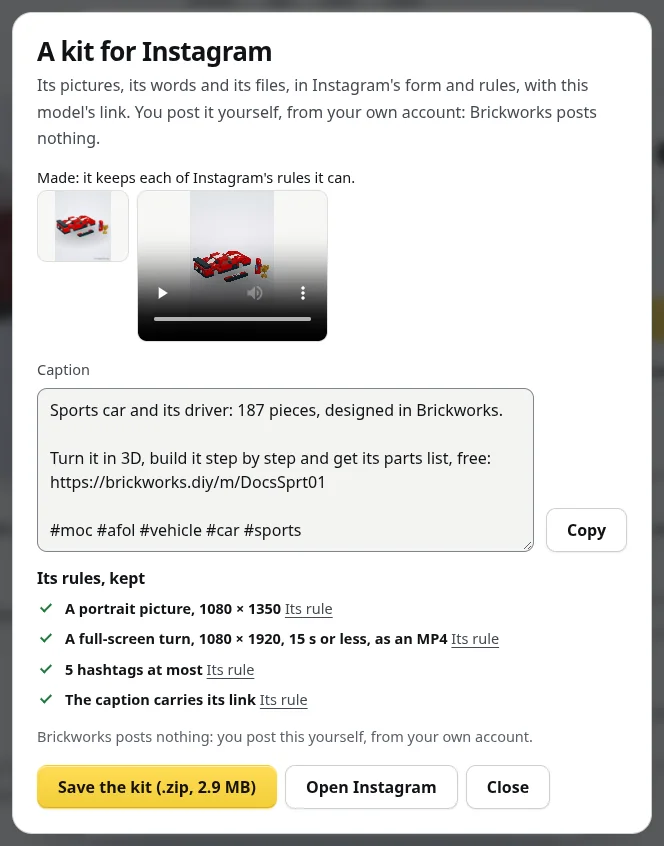 A kit for Instagram
Its pictures, its words and its files, in Instagram's form and rules, with this
model's link. You post it yourself, from your own account: Brickworks posts
nothing.
Made: it keeps each of Instagram's rules it can.
Caption
Sports car and its driver: 187 pieces, designed in Brickworks.
Turn it in 3D, build it step by step and get its parts list, free:
https://brickworks.diy/m/DocsSprt01
#moc #afol #vehicle #car #sports
Copy
Its rules, kept
A portrait picture, 1080 × 1350 Its rule
A full-screen turn, 1080 × 1920, 15 s or less, as an MP4 Its rule
5 hashtags at most Its rule
The caption carries its link Its rule
Brickworks posts nothing: you post this yourself, from your own account.
Save the kit (.zip, 2.9 MB)
Open Instagram
Close